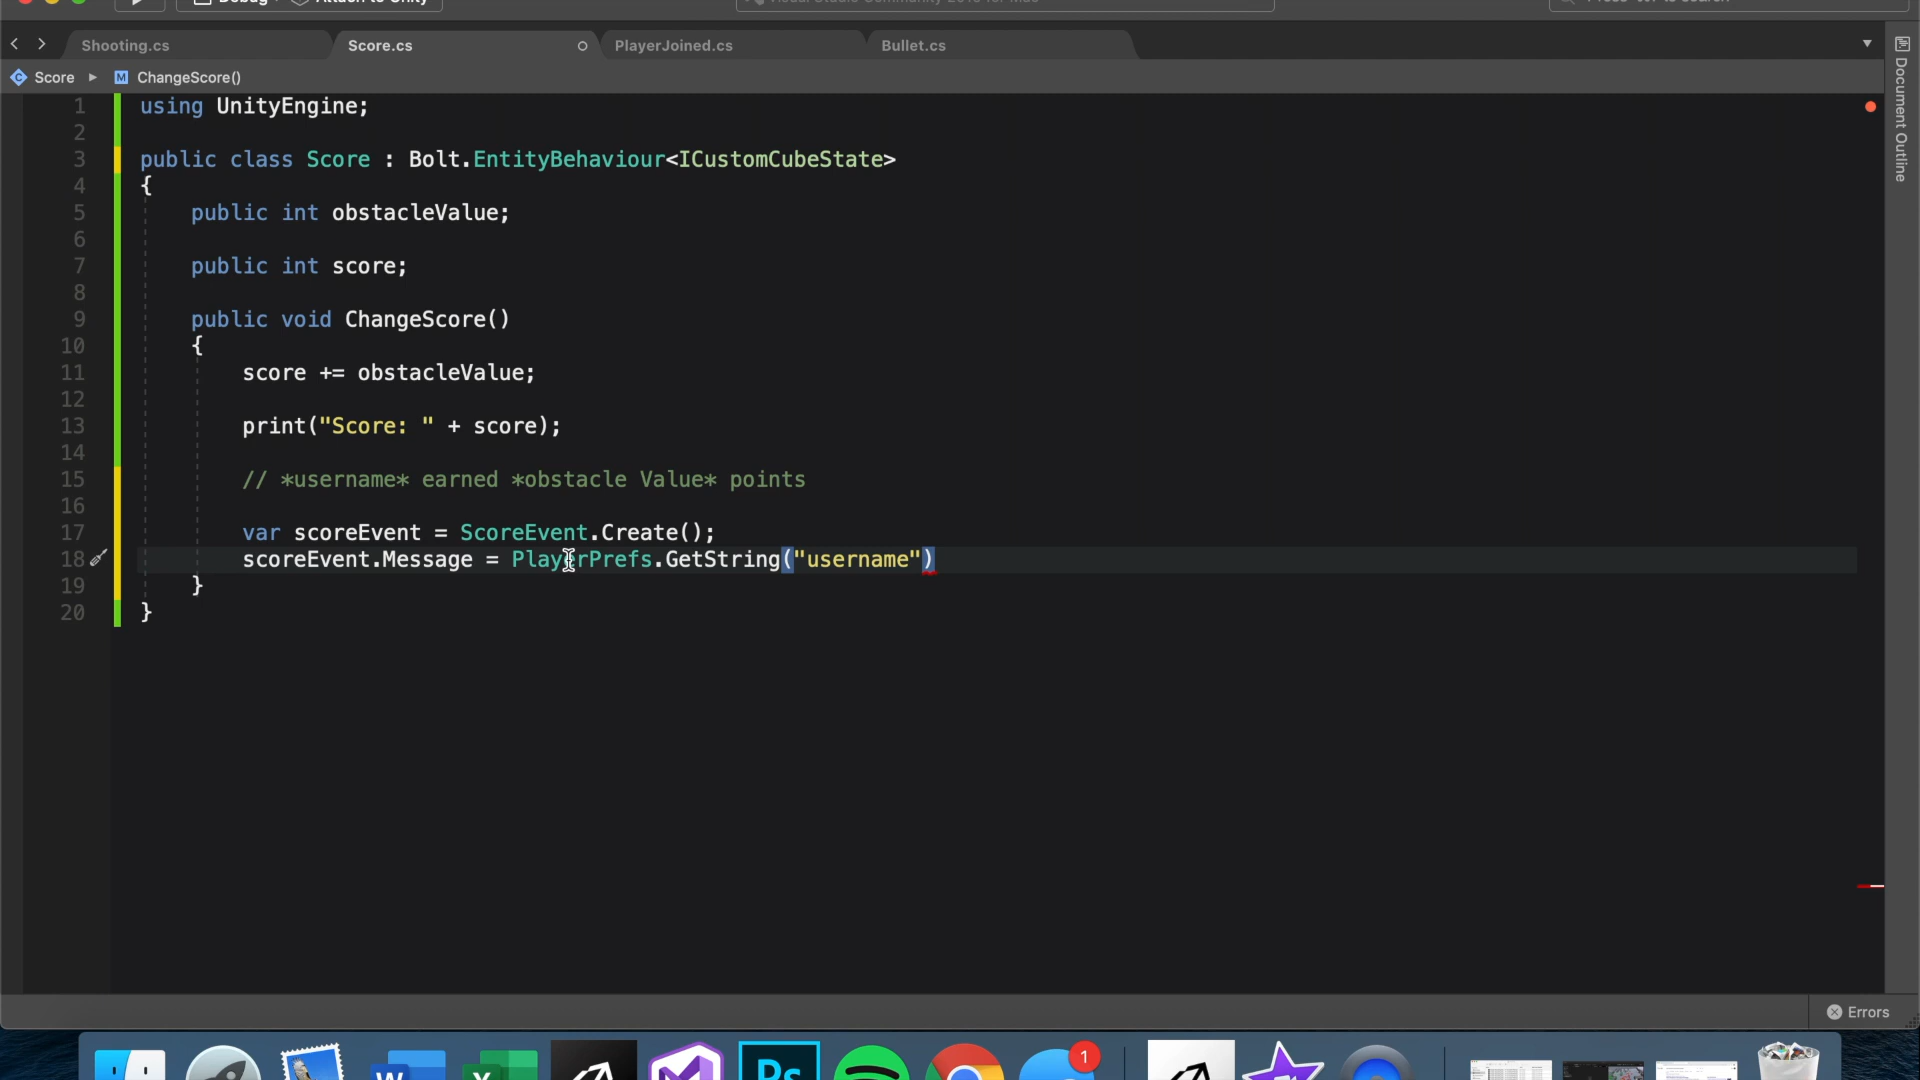 Shooting.cs
Score.cs
PlayerJoined.cs
Bullet.cs
Score ▶ M ChangeScore()
Document Outline
1 using UnityEngine;
2
3 public class Score : Bolt.EntityBehaviour<ICustomCubeState>
4 {
5 public int obstacleValue;
6
7 public int score;
8
9 public void ChangeScore()
10 {
11 score += obstacleValue;
12
13 print("Score: " + score);
14
15 // *username* earned *obstacle Value* points
16
17 var scoreEvent = ScoreEvent.Create();
18 scoreEvent.Message = PlayerPrefs.GetString("username")
19 }
20 }
Errors
1
W
X
Ps